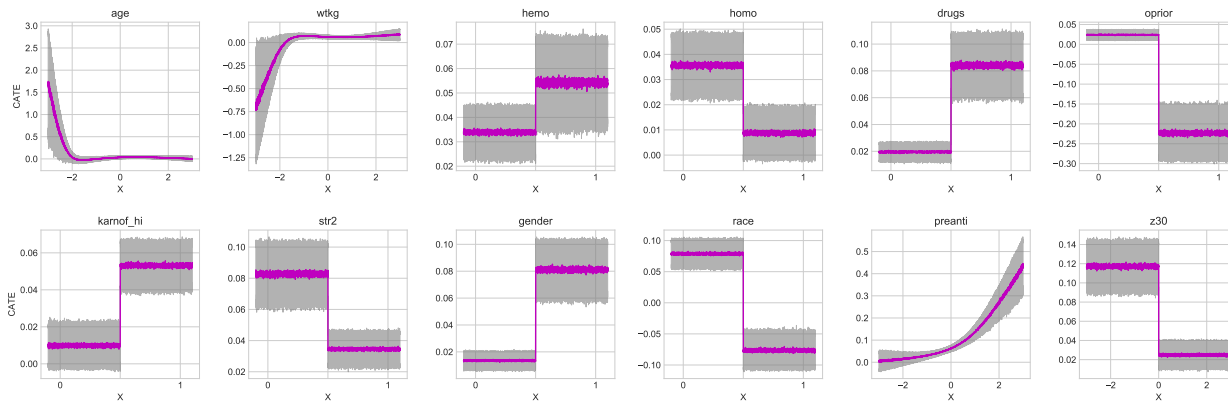 age wtkg hemo homo drugs oprior
3.0 2.5 2.0 1.5 1.0 0.5 0.0
0.00 −0.25 −0.50 −0.75 −1.00 −1.25
0.07 0.06 0.05 0.04 0.03 0.02
0.05 0.04 0.03 0.02 0.01 0.00
0.10 0.08 0.06 0.04 0.02
0.05 0.00 −0.05 −0.10 −0.15 −0.20 −0.25 −0.30
CATE
−2 0 2 −2 0 2 0 1 0 1 0 1 0 1
X X X X X X
karnof_hi str2 gender race preanti z30
0.06 0.04 0.02 0.00
0.10 0.08 0.06 0.04 0.02
0.10 0.08 0.06 0.04 0.02
0.10 0.05 0.00 −0.05 −0.10
0.5 0.4 0.3 0.2 0.1 0.0
0.14 0.12 0.10 0.08 0.06 0.04 0.02
CATE
0 1 0 1 0 1 0 1 −2 0 2 −2 0 2
X X X X X X